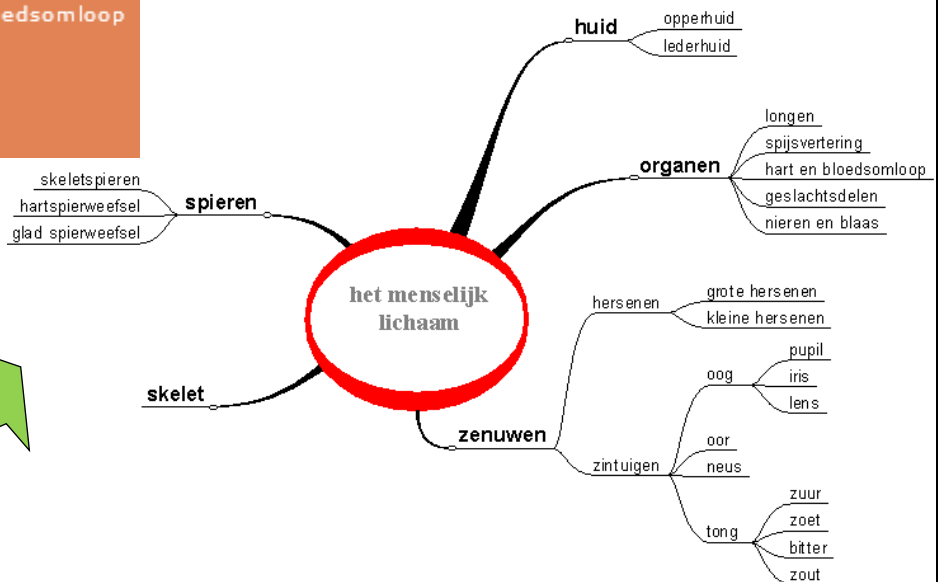 edsomloop
het menselijk
lichaam
huid
opperhuid
lederhuid
organen
longen
spijsvertering
hart en bloedsomloop
geslachtsdelen
nieren en blaas
zenuwen
hersenen
grote hersenen
kleine hersenen
zintuigen
oog
pupil
iris
lens
oor
neus
tong
zuur
zoet
bitter
zout
skelet
spieren
skeletspieren
hartspierweefsel
glad spierweefsel